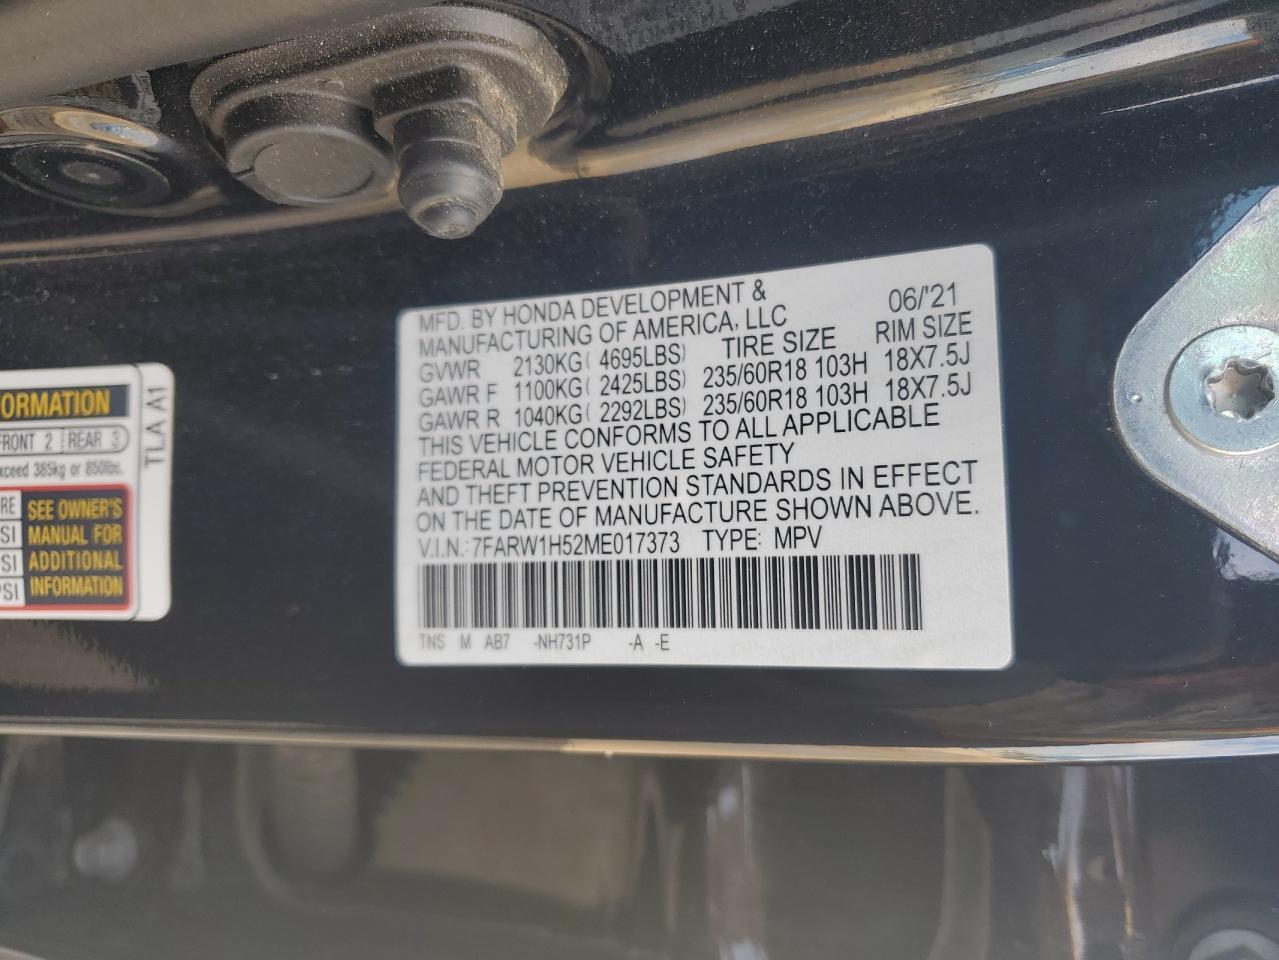 MFD. BY HONDA DEVELOPMENT & 06/'21
MANUFACTURING OF AMERICA, LLC
TIRE SIZE RIM SIZE
GVWR 2130KG( 4695LBS)
GAWR F 1100KG( 2425LBS) 235/60R18 103H 18X7.5J
GAWR R 1040KG( 2292LBS) 235/60R18 103H 18X7.5J
THIS VEHICLE CONFORMS TO ALL APPLICABLE
FEDERAL MOTOR VEHICLE SAFETY
AND THEFT PREVENTION STANDARDS IN EFFECT
ON THE DATE OF MANUFACTURE SHOWN ABOVE.
V.I.N.: 7FARW1H52ME017373 TYPE: MPV
TNS M AB7 -NH731P -A -E
FRONT 2 REAR 3
385kg or 850lbs.
SEE OWNER'S
MANUAL FOR
ADDITIONAL
INFORMATION
TLA A1